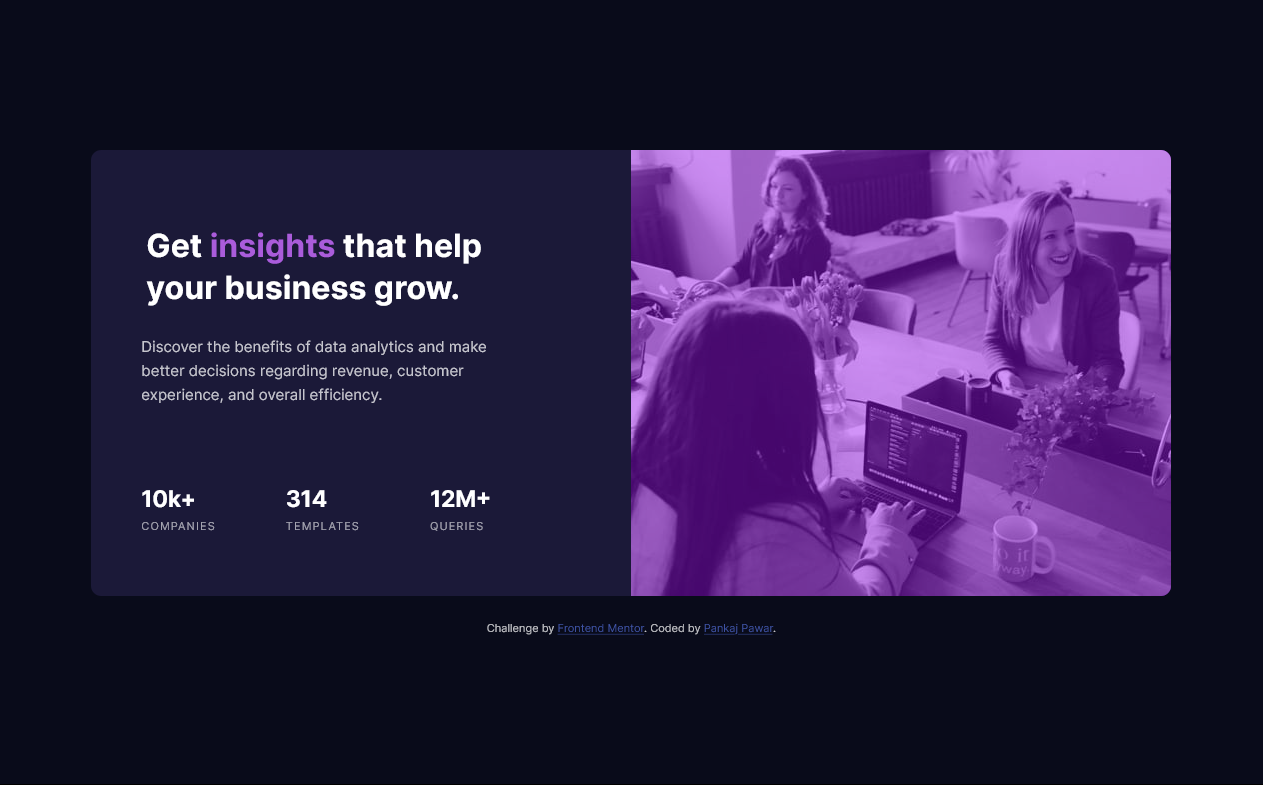 Get insights that help
your business grow.
Discover the benefits of data analytics and make
better decisions regarding revenue, customer
experience, and overall efficiency.
10k+ 314 12M+
COMPANIES TEMPLATES QUERIES
Challenge by Frontend Mentor. Coded by Pankaj Pawar.